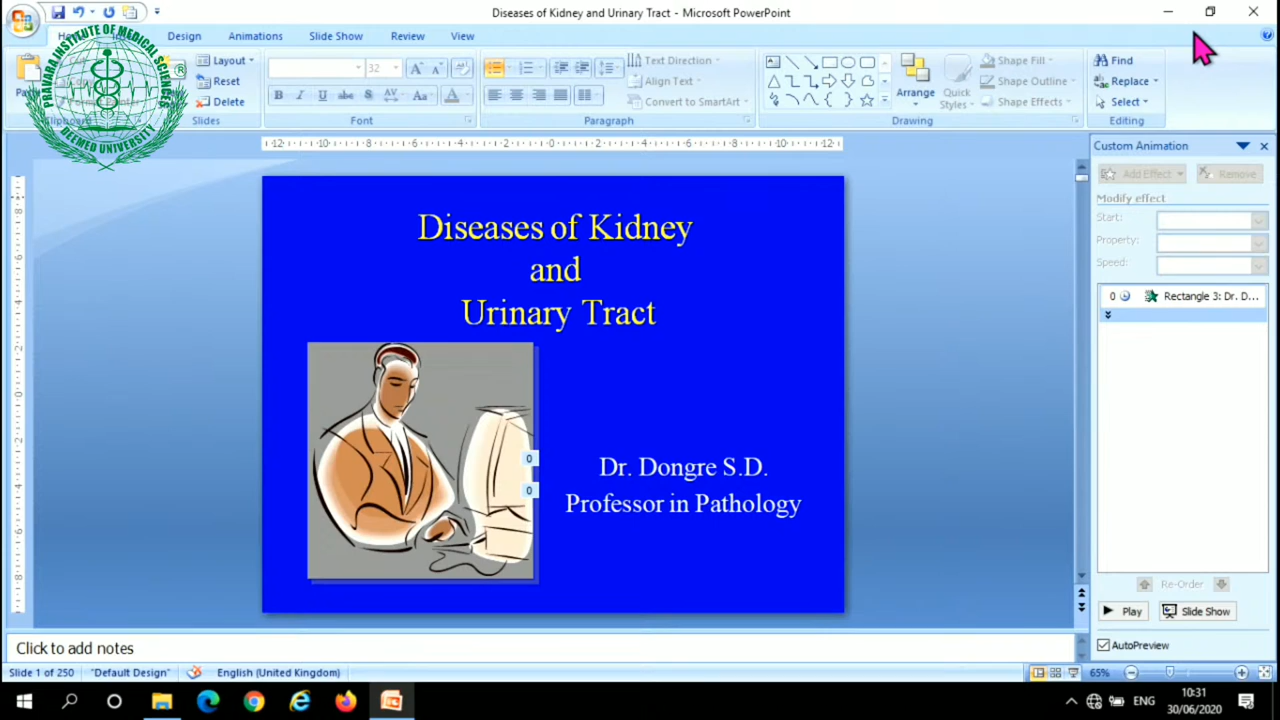 Diseases of Kidney and Urinary Tract - Microsoft PowerPoint
Design Animations Slide Show Review View
PRAVARA INSTITUTE OF MEDICAL SCIENCES
DEEMED UNIVERSITY
®
Layout
Reset
Delete
Slides
32
Font
Paragraph
Text Direction
Align Text
Convert to SmartArt
Arrange
Quick Styles
Shape Fill
Shape Outline
Shape Effects
Drawing
Find
Replace
Select
Editing
Custom Animation
Add Effect
Remove
Modify effect
Start:
Property:
Speed:
0 Rectangle 3: Dr. D...
Re-Order
Play
Slide Show
AutoPreview
Diseases of Kidney
and
Urinary Tract
0
0
Dr. Dongre S.D.
Professor in Pathology
Click to add notes
Slide 1 of 250
"Default Design"
English (United Kingdom)
65%
ENG
10:31
30/06/2020